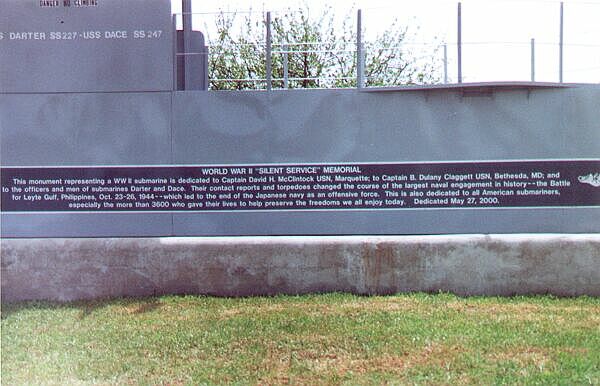 DANGER NO CLIMBING
S DARTER SS227-USS DACE SS 247
WORLD WAR II "SILENT SERVICE" MEMORIAL
This monument representing a WW II submarine is dedicated to Captain David H. McClintock USN, Marquette; to Captain B. Dulany Claggett USN, Bethesda, MD; and
to the officers and men of submarines Darter and Dace. Their contact reports and torpedoes changed the course of the largest naval engagement in history--the Battle
for Leyte Gulf, Philippines, Oct. 23-26, 1944--which led to the end of the Japanese navy as an offensive force. This is also dedicated to all American submariners,
especially the more than 3600 who gave their lives to help preserve the freedoms we all enjoy today. Dedicated May 27, 2000.